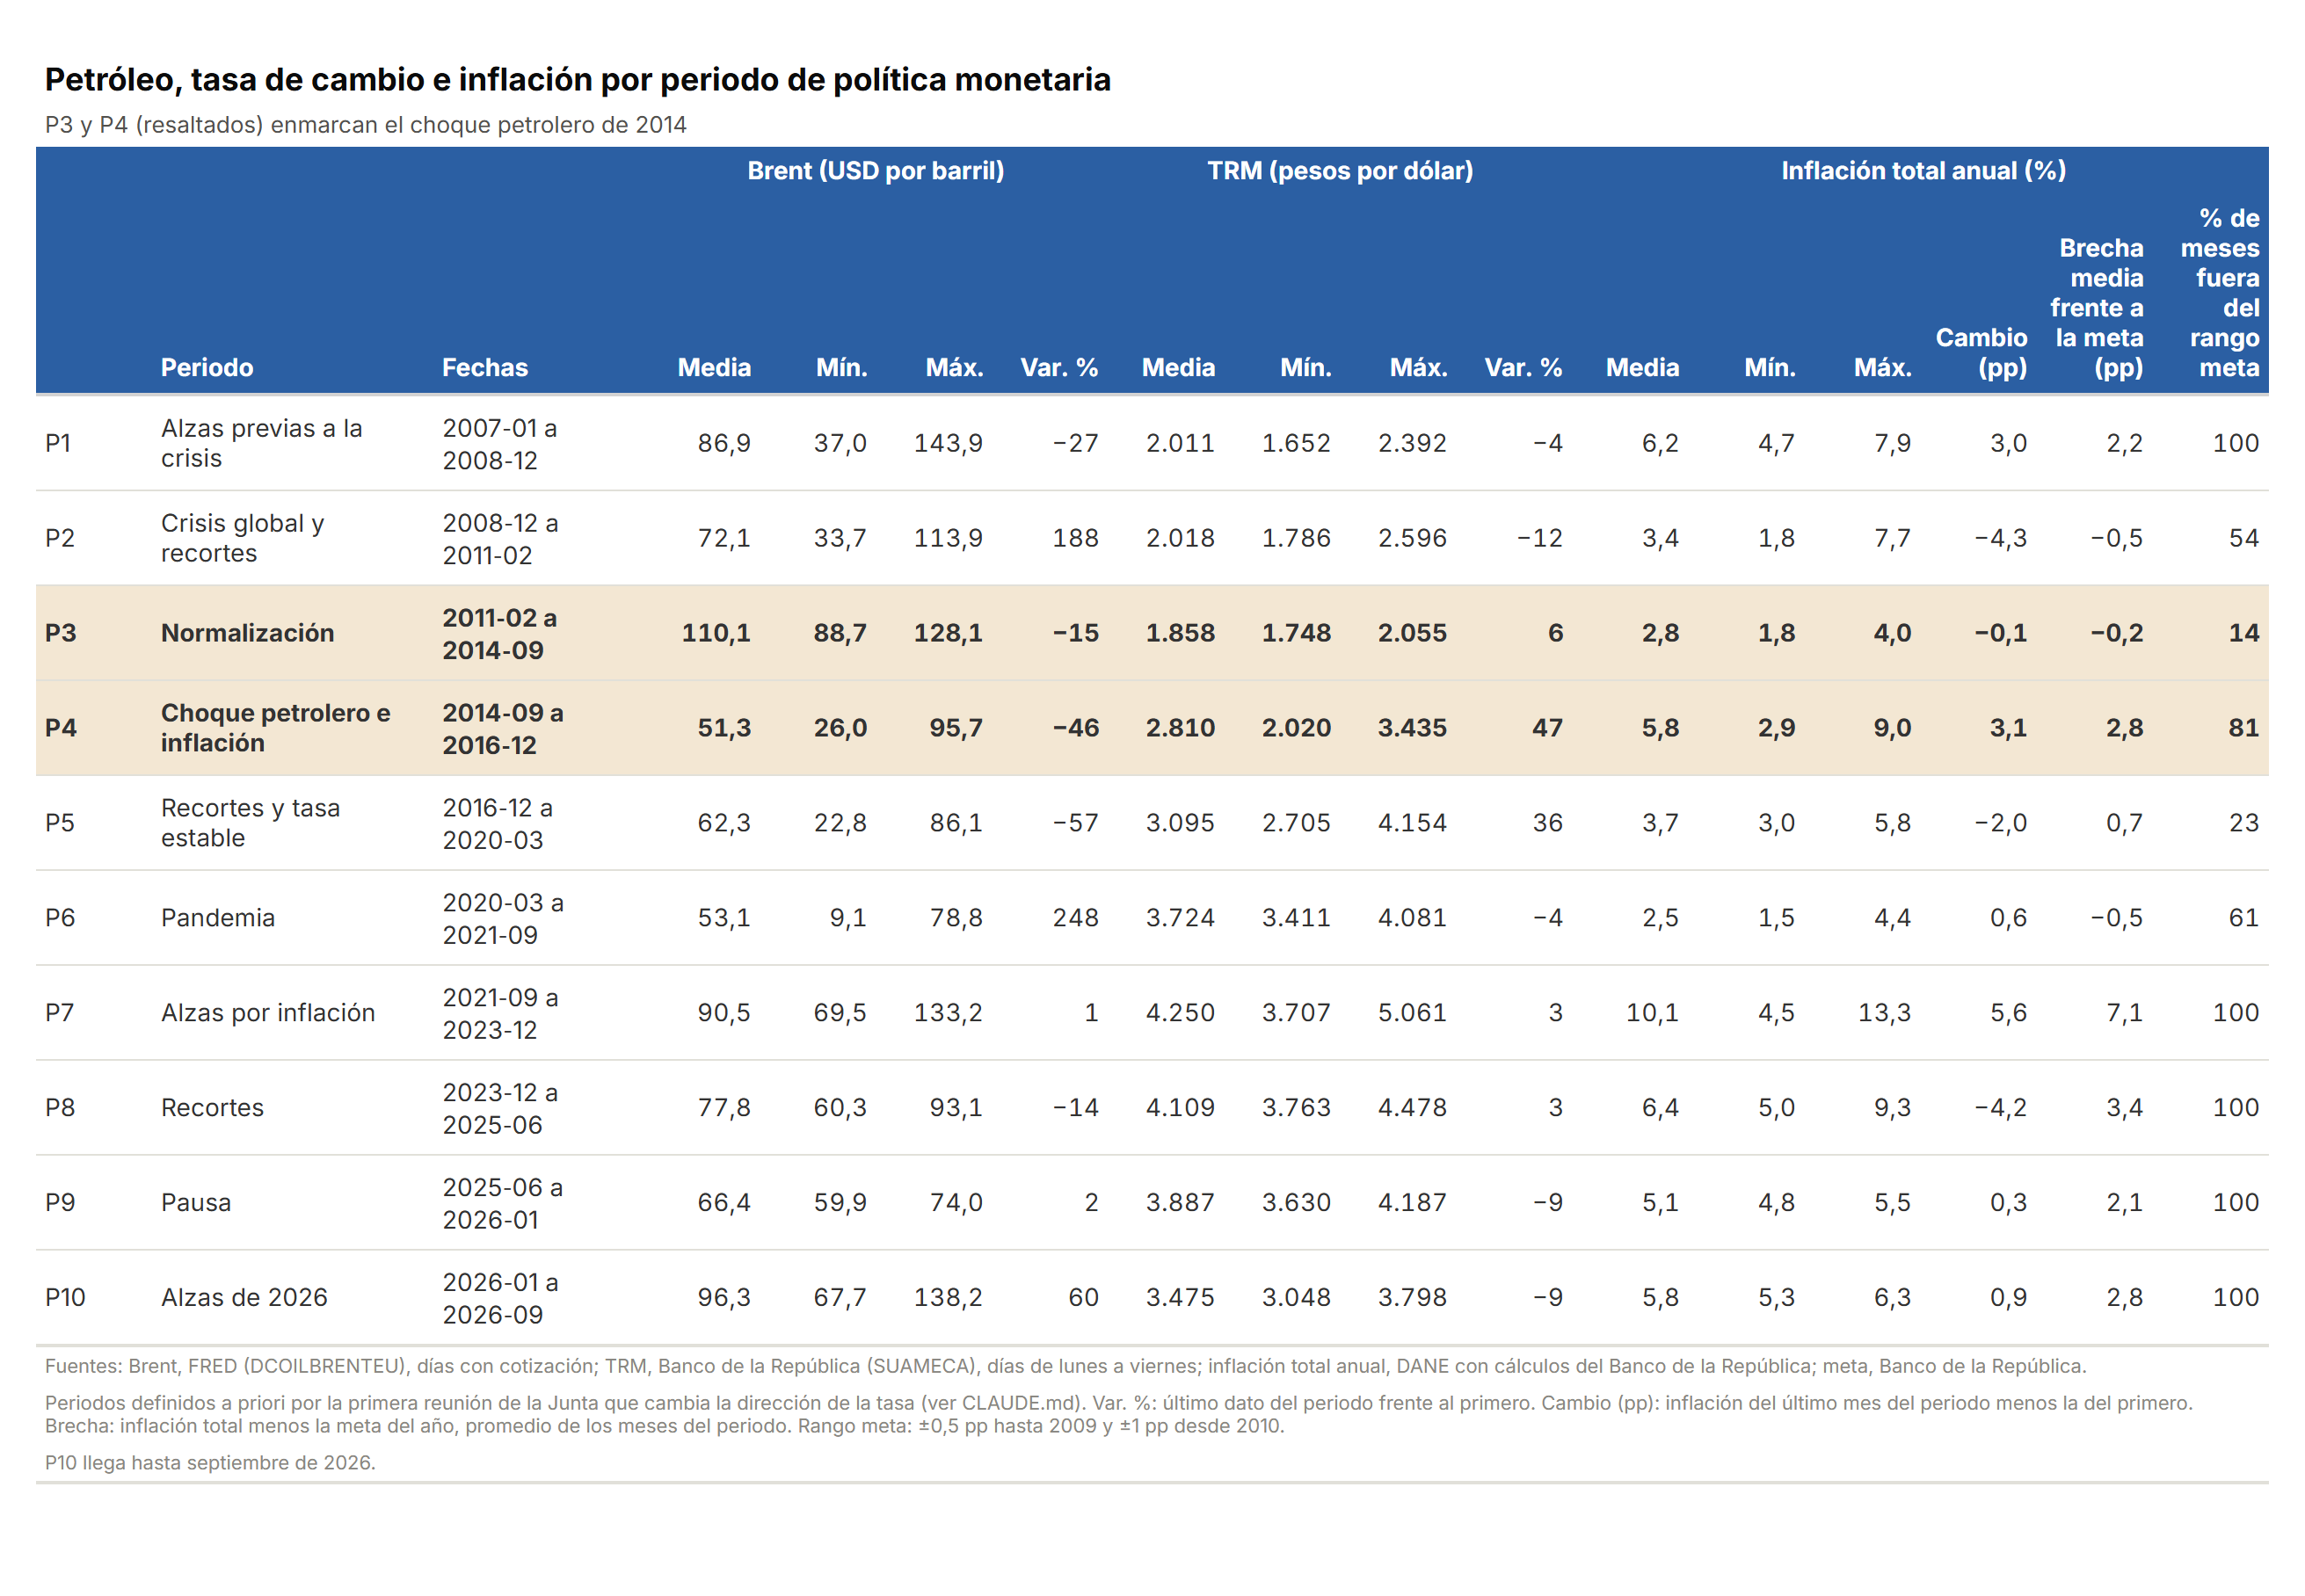 Petróleo, tasa de cambio e inflación por periodo de política monetaria
P3 y P4 (resaltados) enmarcan el choque petrolero de 2014
Brent (USD por barril) TRM (pesos por dólar) Inflación total anual (%)
Periodo Fechas Media Mín. Máx. Var. % Media Mín. Máx. Var. % Media Mín. Máx. Cambio (pp) Brecha media frente a la meta (pp) % de meses fuera del rango meta
P1 Alzas previas a la crisis 2007-01 a 2008-12 86,9 37,0 143,9 −27 2.011 1.652 2.392 −4 6,2 4,7 7,9 3,0 2,2 100
P2 Crisis global y recortes 2008-12 a 2011-02 72,1 33,7 113,9 188 2.018 1.786 2.596 −12 3,4 1,8 7,7 −4,3 −0,5 54
P3 Normalización 2011-02 a 2014-09 110,1 88,7 128,1 −15 1.858 1.748 2.055 6 2,8 1,8 4,0 −0,1 −0,2 14
P4 Choque petrolero e inflación 2014-09 a 2016-12 51,3 26,0 95,7 −46 2.810 2.020 3.435 47 5,8 2,9 9,0 3,1 2,8 81
P5 Recortes y tasa estable 2016-12 a 2020-03 62,3 22,8 86,1 −57 3.095 2.705 4.154 36 3,7 3,0 5,8 −2,0 0,7 23
P6 Pandemia 2020-03 a 2021-09 53,1 9,1 78,8 248 3.724 3.411 4.081 −4 2,5 1,5 4,4 0,6 −0,5 61
P7 Alzas por inflación 2021-09 a 2023-12 90,5 69,5 133,2 1 4.250 3.707 5.061 3 10,1 4,5 13,3 5,6 7,1 100
P8 Recortes 2023-12 a 2025-06 77,8 60,3 93,1 −14 4.109 3.763 4.478 3 6,4 5,0 9,3 −4,2 3,4 100
P9 Pausa 2025-06 a 2026-01 66,4 59,9 74,0 2 3.887 3.630 4.187 −9 5,1 4,8 5,5 0,3 2,1 100
P10 Alzas de 2026 2026-01 a 2026-09 96,3 67,7 138,2 60 3.475 3.048 3.798 −9 5,8 5,3 6,3 0,9 2,8 100
Fuentes: Brent, FRED (DCOILBRENTEU), días con cotización; TRM, Banco de la República (SUAMECA), días de lunes a viernes; inflación total anual, DANE con cálculos del Banco de la República; meta, Banco de la República.
Periodos definidos a priori por la primera reunión de la Junta que cambia la dirección de la tasa (ver CLAUDE.md). Var. %: último dato del periodo frente al primero. Cambio (pp): inflación del último mes del periodo menos la del primero.
Brecha: inflación total menos la meta del año, promedio de los meses del periodo. Rango meta: ±0,5 pp hasta 2009 y ±1 pp desde 2010.
P10 llega hasta septiembre de 2026.